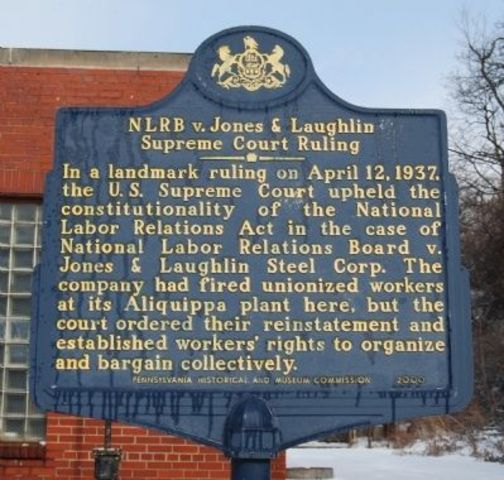 NLRB v. Jones & Laughlin
Supreme Court Ruling
In a landmark ruling on April 12, 1937,
the U.S. Supreme Court upheld the
constitutionality of the National
Labor Relations Act in the case of
National Labor Relations Board v.
Jones & Laughlin Steel Corp. The
company had fired unionized workers
at its Aliquippa plant here, but the
court ordered their reinstatement and
established workers' rights to organize
and bargain collectively.
PENNSYLVANIA HISTORICAL AND MUSEUM COMMISSION 2000